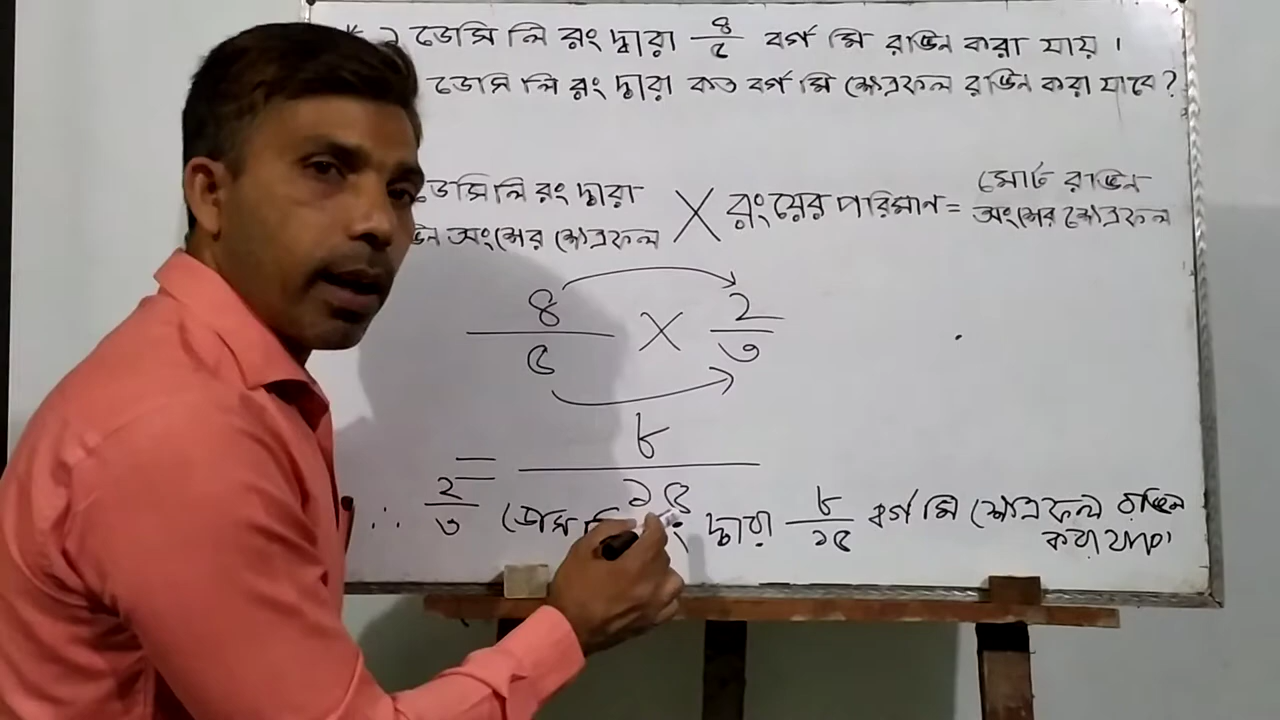 ১ ডেসি লি রং দ্বারা ৪/৫ বর্গ মি রঙিন করা যায়।
ডেসি লি রং দ্বারা কত বর্গ মি ক্ষেত্রফল রঙিন করা যাবে?
ডেসি লি রং দ্বারা
অংশের ক্ষেত্রফল × রংয়ের পরিমান = মোট রঙিন
অংশের ক্ষেত্রফল
৪/৫ × ২/৩
= ৮/১৫
∴ ২/৩ ডেসি দ্বারা ৮/১৫ বর্গ মি ক্ষেত্রফল রঙিন
করা যায়।